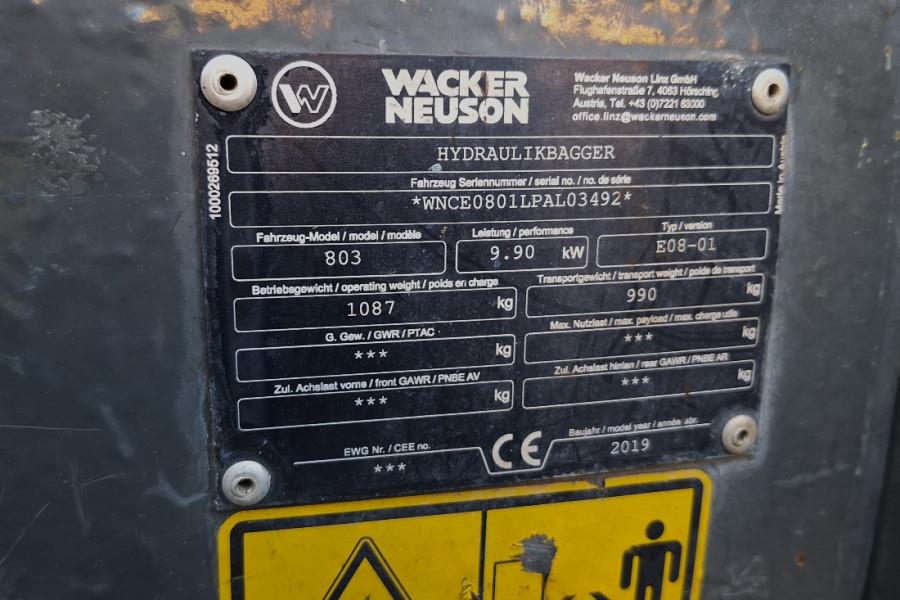 WACKER
NEUSON
Wacker Neuson Linz GmbH
Flughafenstraße 7, 4063 Hörsching
Austria, Tel. +43 (0)7221 63000
office.linz@wackerneuson.com
1000269512
HYDRAULIKBAGGER
Made in Austria
Fahrzeug Seriennummer / serial no. / no. de série
*WNCE0801LPAL03492*
Fahrzeug-Model / model / modèle
803
Leistung / performance
9.90 kW
Typ / version
E08-01
Betriebsgewicht / operating weight / poids en charge
1087 kg
Transportgewicht / transport weight / poids de transport
990 kg
G. Gew. / GWR / PTAC
*** kg
Max. Nutzlast / max. payload / max. charge utile
*** kg
Zul. Achslast vorne / front GAWR / PNBE AV
*** kg
Zul. Achslast hinten / rear GAWR / PNBE AR
*** kg
EWG Nr. / CEE no.
***
CE
Baujahr / model year / année abr.
2019